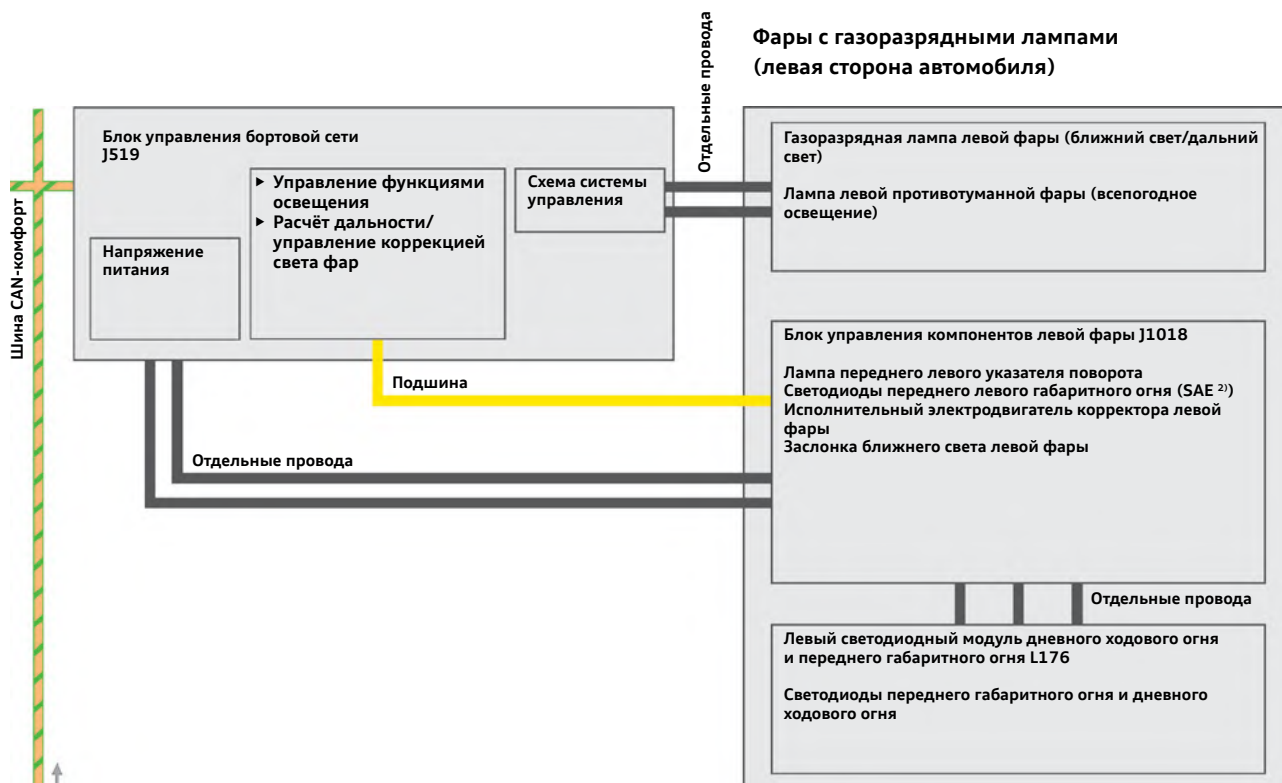 Фары с газоразрядными лампами
(левая сторона автомобиля)
Отдельные провода
Шина CAN-комфорт
Блок управления бортовой сети
J519
Напряжение
питания
▸ Управление функциями
освещения
▸ Расчёт дальности/
управление коррекцией
света фар
Схема системы
управления
Газоразрядная лампа левой фары (ближний свет/дальний
свет)
Лампа левой противотуманной фары (всепогодное
освещение)
Подшина
Отдельные провода
Блок управления компонентов левой фары J1018
Лампа переднего левого указателя поворота
Светодиоды переднего левого габаритного огня (SAE ²⁾)
Исполнительный электродвигатель корректора левой
фары
Заслонка ближнего света левой фары
Отдельные провода
Левый светодиодный модуль дневного ходового огня
и переднего габаритного огня L176
Светодиоды переднего габаритного огня и дневного
ходового огня